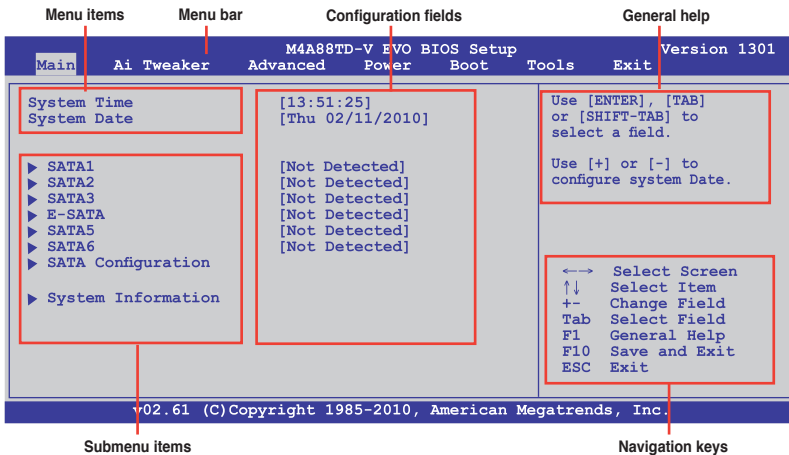 Menu items Menu bar Configuration fields General help
M4A88TD-V EVO BIOS Setup Version 1301
Main Ai Tweaker Advanced Power Boot Tools Exit
System Time [13:51:25]
System Date [Thu 02/11/2010]
SATA1 [Not Detected]
SATA2 [Not Detected]
SATA3 [Not Detected]
E-SATA [Not Detected]
SATA5 [Not Detected]
SATA6 [Not Detected]
SATA Configuration
System Information
Use [ENTER], [TAB]
or [SHIFT-TAB] to
select a field.
Use [+] or [-] to
configure system Date.
←→ Select Screen
↑↓ Select Item
+- Change Field
Tab Select Field
F1 General Help
F10 Save and Exit
ESC Exit
v02.61 (C)Copyright 1985-2010, American Megatrends, Inc.
Submenu items Navigation keys